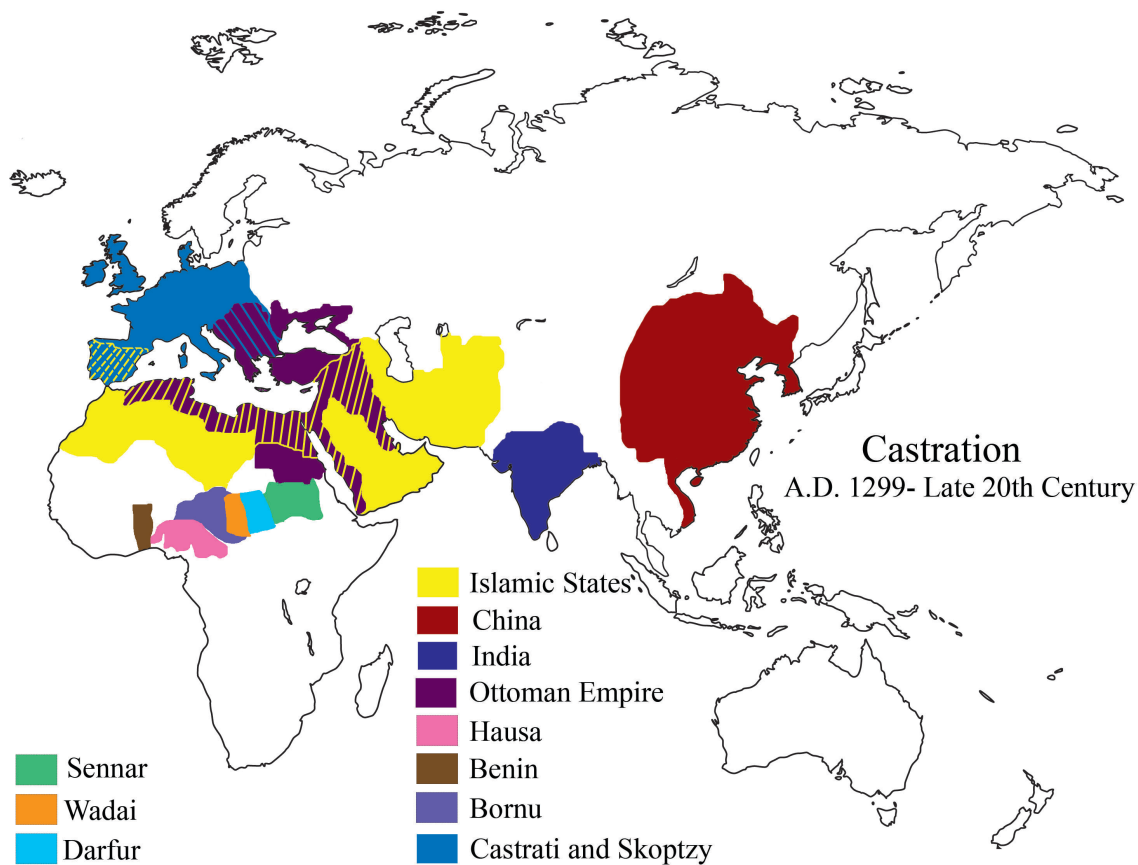 Castration
A.D. 1299- Late 20th Century
Islamic States
China
India
Ottoman Empire
Hausa
Benin
Bornu
Castrati and Skoptzy
Sennar
Wadai
Darfur